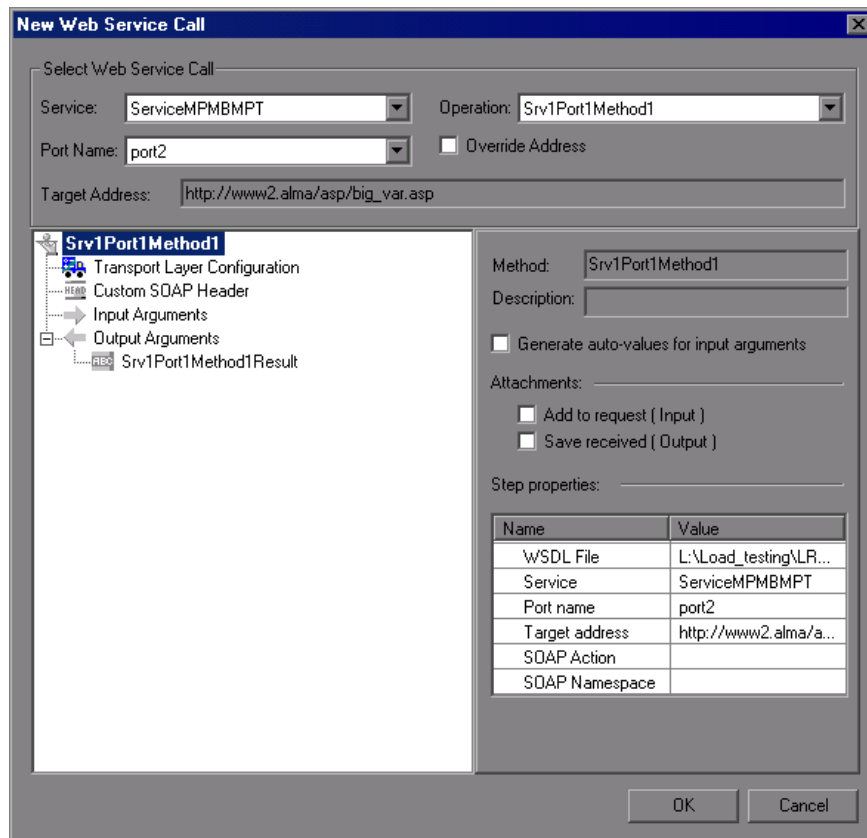 New Web Service Call
Select Web Service Call
Service: ServiceMPMBMPT Operation: Srv1Port1Method1
Port Name: port2 Override Address
Target Address: http://www2.alma/asp/big_var.asp
Srv1Port1Method1
Transport Layer Configuration
HEAD Custom SOAP Header
Input Arguments
Output Arguments
ABC Srv1Port1Method1Result
Method: Srv1Port1Method1
Description:
Generate auto-values for input arguments
Attachments:
Add to request ( Input )
Save received ( Output )
Step properties:
Name Value
WSDL File L:\Load_testing\LR...
Service ServiceMPMBMPT
Port name port2
Target address http://www2.alma/a...
SOAP Action
SOAP Namespace
OK Cancel